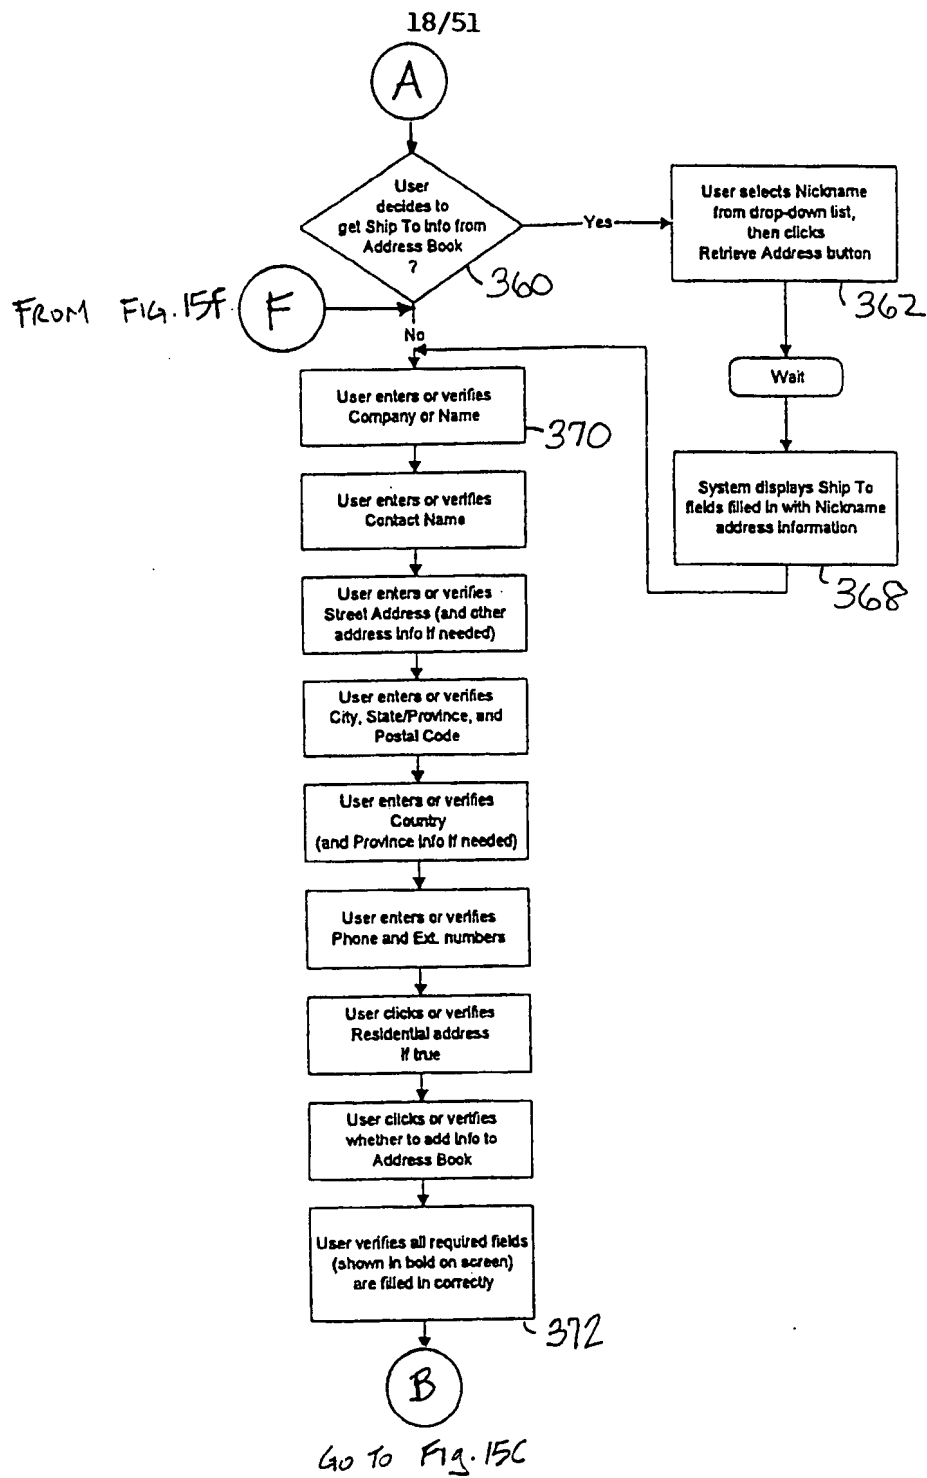 18/51
A
User
decides to
get Ship To Info from
Address Book
?
360
Yes
User selects Nickname
from drop-down list,
then clicks
Retrieve Address button
362
FROM FIG. 15F.
F
No
Wait
User enters or verifies
Company or Name
370
System displays Ship To
fields filled in with Nickname
address information
368
User enters or verifies
Contact Name
User enters or verifies
Street Address (and other
address info if needed)
User enters or verifies
City, State/Province, and
Postal Code
User enters or verifies
Country
(and Province info if needed)
User enters or verifies
Phone and Ext. numbers
User clicks or verifies
Residential address
if true
User clicks or verifies
whether to add info to
Address Book
User verifies all required fields
(shown in bold on screen)
are filled in correctly
372
B
Go To Fig. 15C